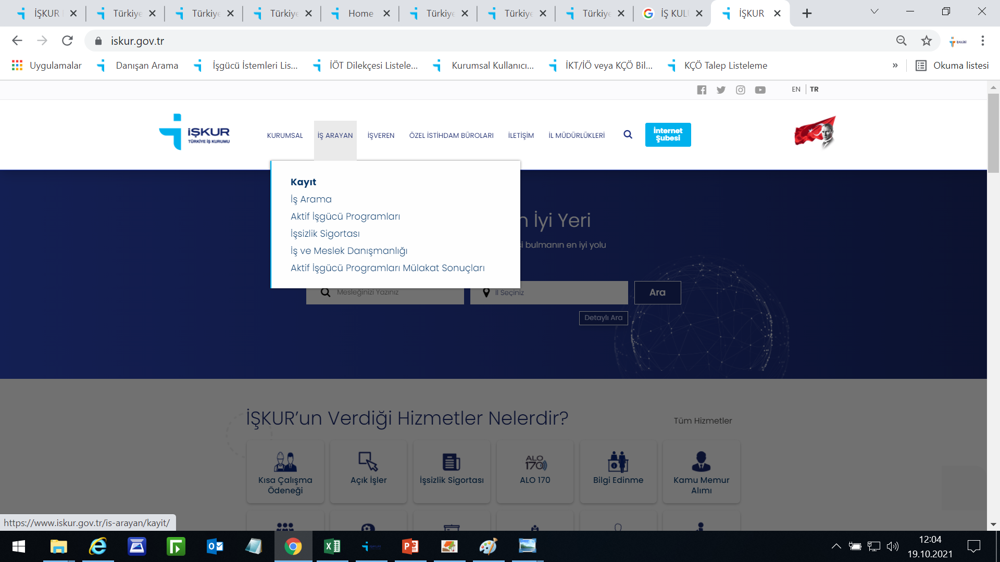 İŞKUR
Türkiye
Türkiye
Türkiye
Home
Türkiye
Türkiye
Türkiye
İŞ KUL
İŞKUR
iskur.gov.tr
Uygulamalar
Danışan Arama
İşgücü İstemleri Lis...
İÖT Dilekçesi Listele...
Kurumsal Kullanıcı...
İKT/İÖ veya KÇÖ Bil...
KÇÖ Talep Listeleme
»
Okuma listesi
EN
TR
İŞKUR
TÜRKİYE İŞ KURUMU
KURUMSAL
İŞ ARAYAN
İŞVEREN
ÖZEL İSTİHDAM BÜROLARI
İLETİŞİM
İL MÜDÜRLÜKLERİ
İnternet
Şubesi
Kayıt
İş Arama
Aktif İşgücü Programları
İşsizlik Sigortası
İş ve Meslek Danışmanlığı
Aktif İşgücü Programları Mülakat Sonuçları
İyi Yeri
bulmanın en iyi yolu
Mesleğinizi Yazınız
İl Seçiniz
Ara
Detaylı Ara
İŞKUR’un Verdiği Hizmetler Nelerdir?
Tüm Hizmetler
Kısa Çalışma
Ödeneği
Açık İşler
İşsizlik Sigortası
ALO
170
ALO 170
Bilgi Edinme
Kamu Memur
Alımı
https://www.iskur.gov.tr/is-arayan/kayit/
12:04
19.10.2021